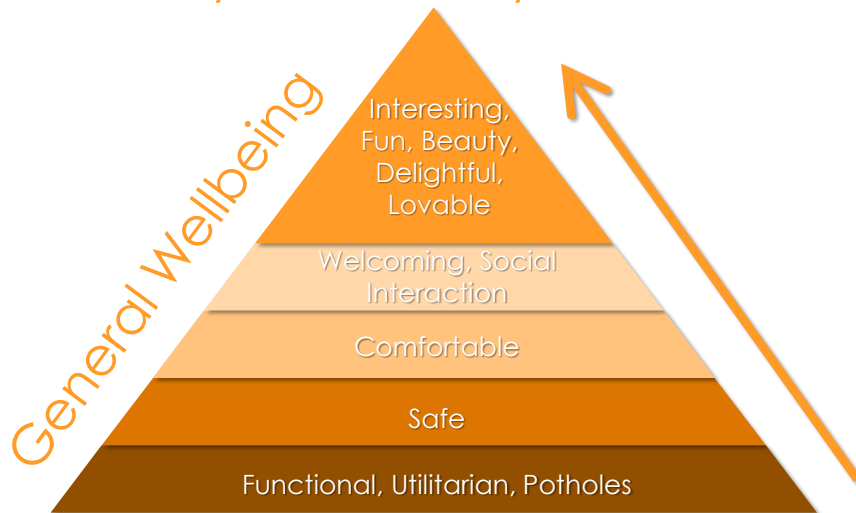 Interesting,
Fun, Beauty,
Delightful,
Lovable
General Wellbeing
Welcoming, Social
Interaction
Comfortable
Safe
Functional, Utilitarian, Potholes